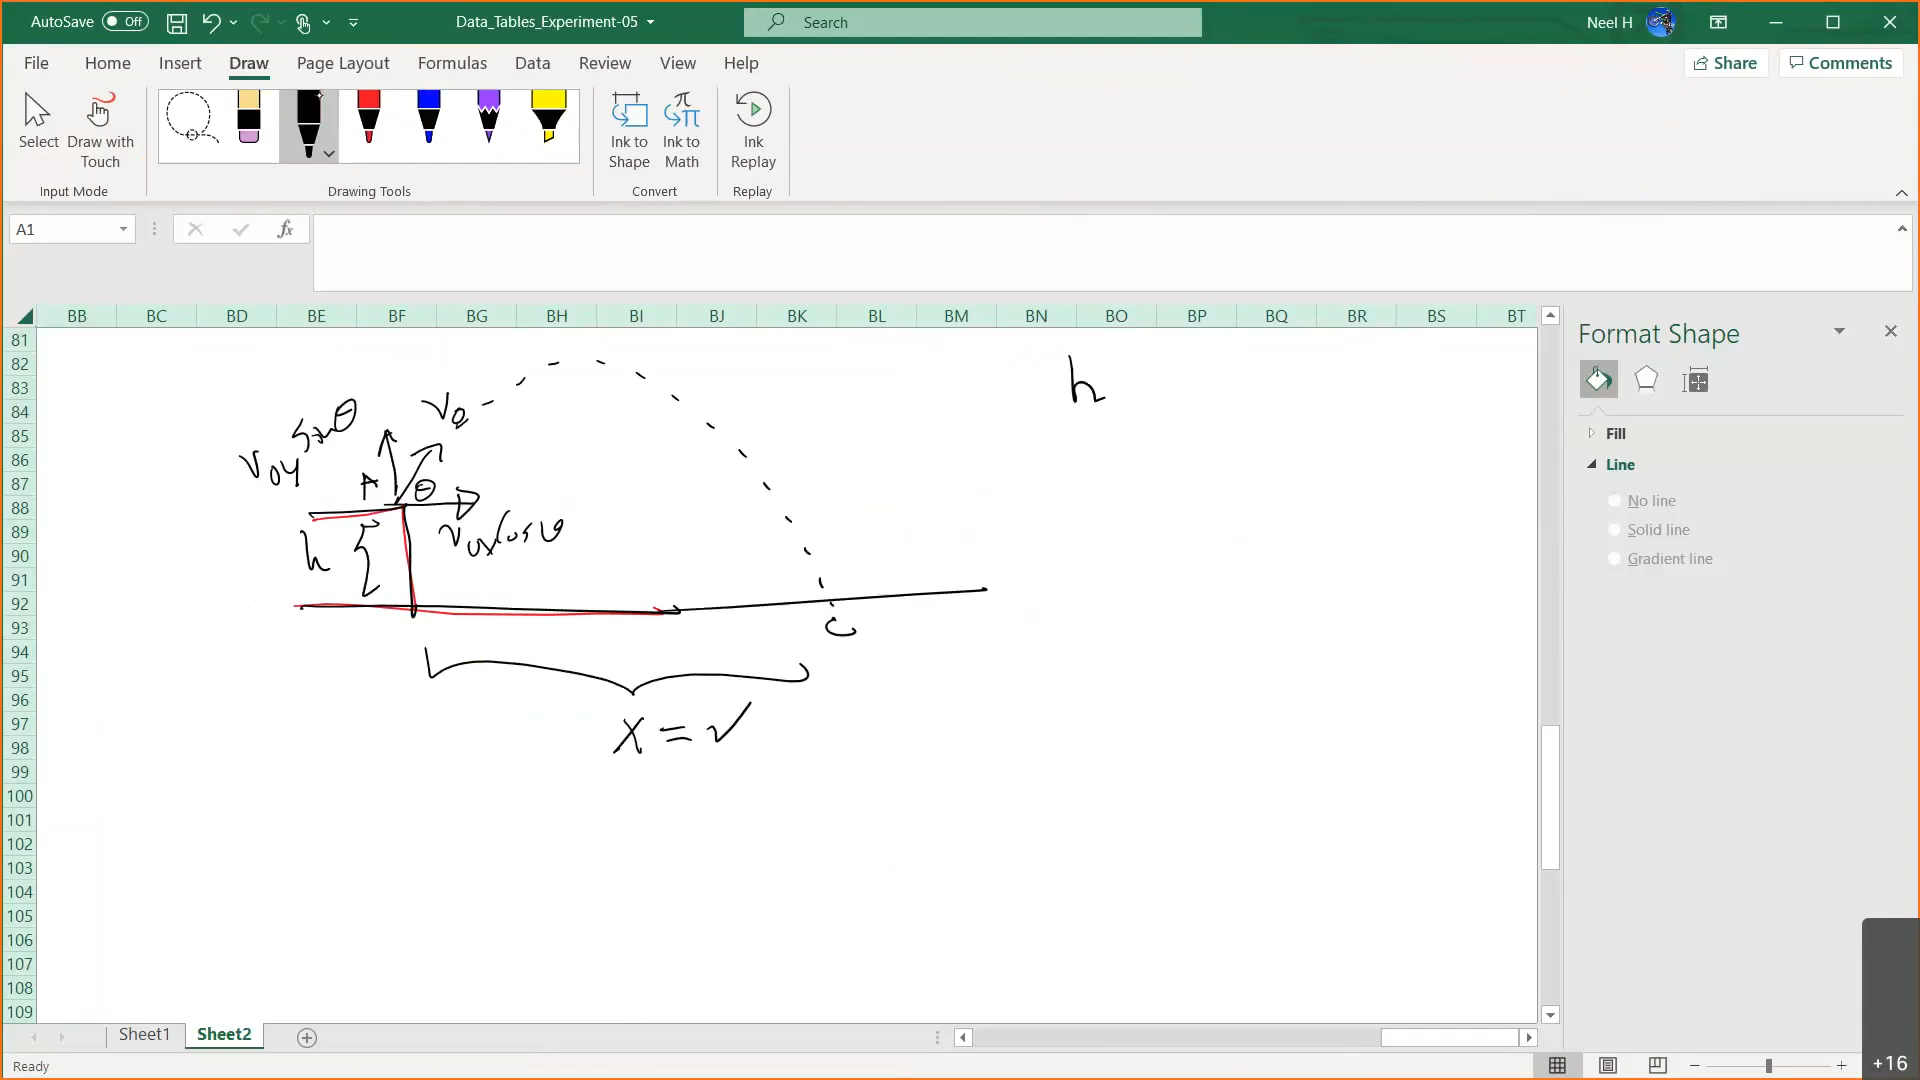 AutoSave Off Data_Tables_Experiment-05 Search Neel H
File Home Insert Draw Page Layout Formulas Data Review View Help Share Comments
Select
Draw with Touch
Ink to Shape
Ink to Math
Ink Replay
Input Mode Drawing Tools Convert Replay
A1 fx
BB BC BD BE BF BG BH BI BJ BK BL BM BN BO BP BQ BR BS BT
81
82
83
84
85
86
87
88
89
90
91
92
93
94
95
96
97
98
99
100
101
102
103
104
105
106
107
108
109
h
V₀
V₀y sinθ
A
θ
V₀x cosθ
h
C
X = ✓
Format Shape
Fill
Line
No line
Solid line
Gradient line
Sheet1 Sheet2
Ready
+16